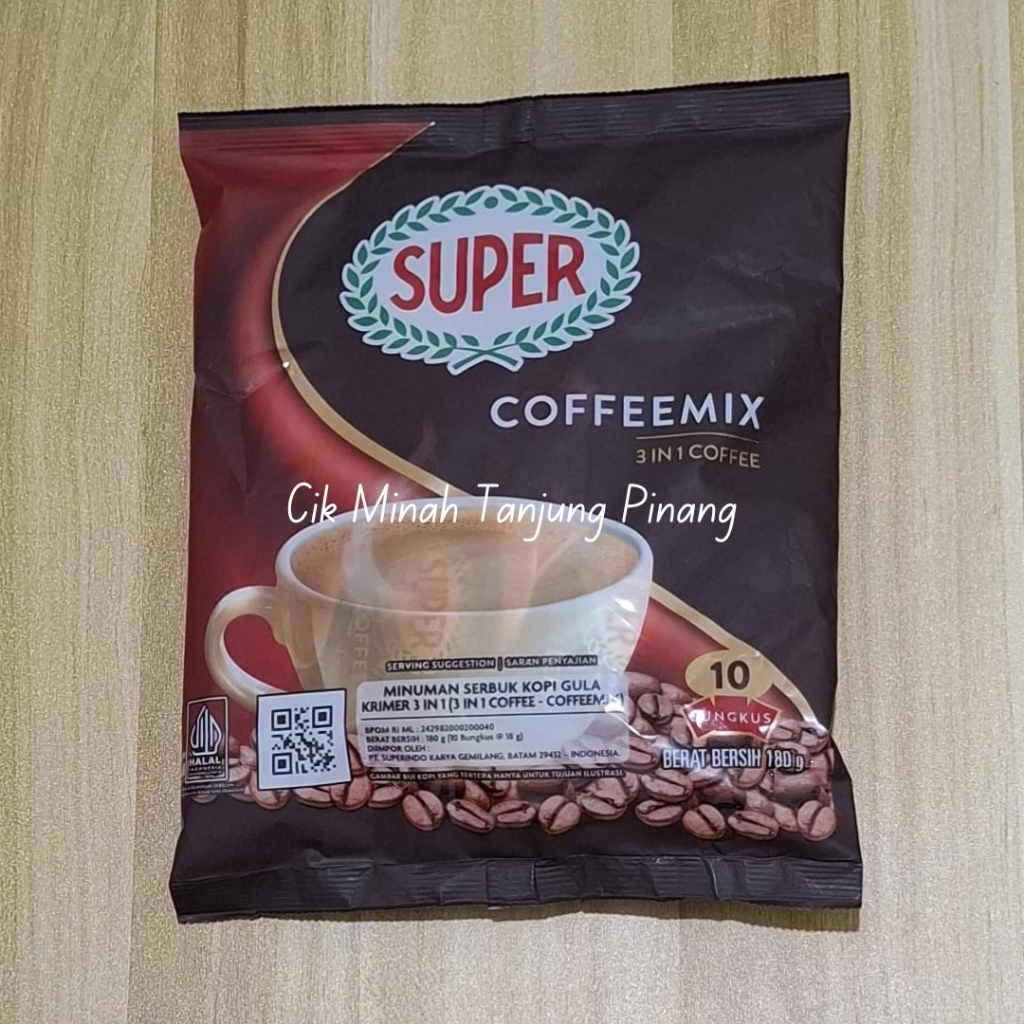 SUPER
COFFEEMIX
3 IN 1 COFFEE
Cik Minah Tanjung Pinang
SERVING SUGGESTION | SARAN PENYAJIAN
MINUMAN SERBUK KOPI GULA
KRIMER 3 IN 1 (3 IN 1 COFFEE - COFFEEMIX)
BPOM RI ML : 242982000200040
BERAT BERSIH : 180 g (10 Bungkus @ 18 g)
DIIMPOR OLEH :
PT. SUPERINDO KARYA GEMILANG, BATAM 29432 - INDONESIA.
GAMBAR BIJI KOPI YANG TERTERA HANYA UNTUK TUJUAN ILUSTRASI
HALAL
INDONESIA
10
BUNGKUS
BERAT BERSIH 180 g